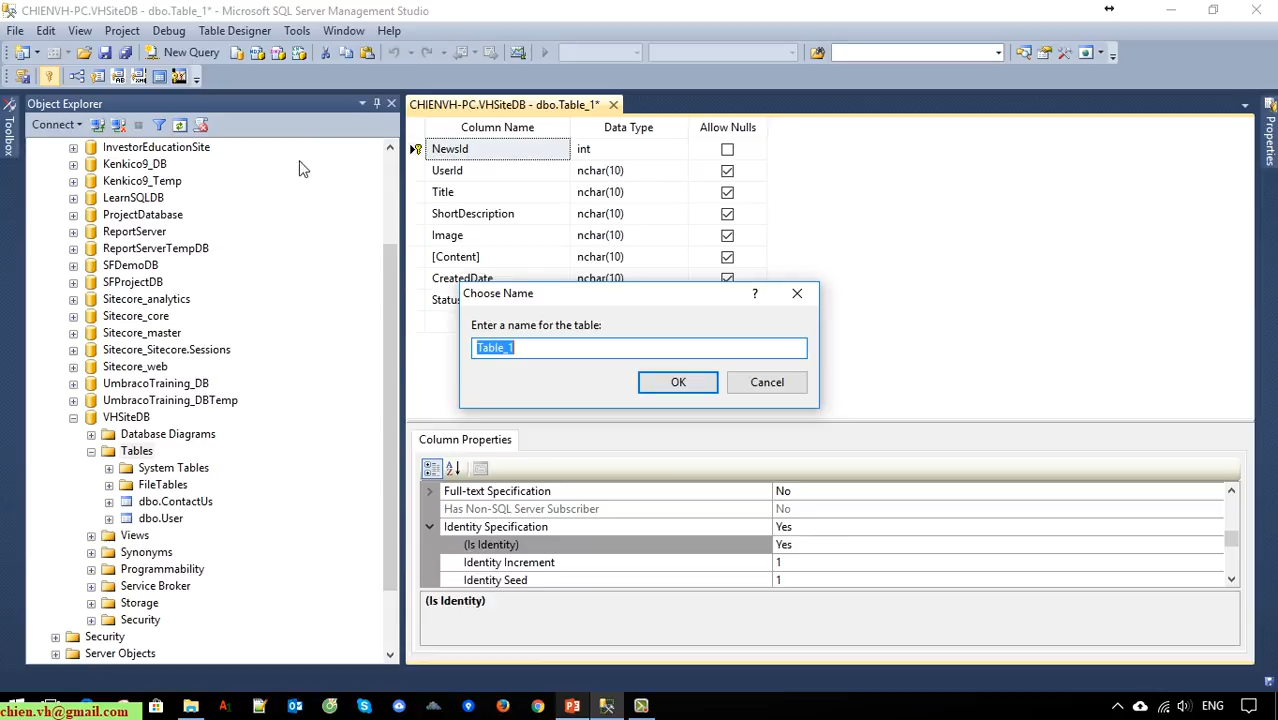 CHIENVH-PC.VHSiteDB - dbo.Table_1* - Microsoft SQL Server Management Studio
File Edit View Project Debug Table Designer Tools Window Help
New Query
Object Explorer
Connect
Toolbox
InvestorEducationSite
Kenkico9_DB
Kenkico9_Temp
LearnSQLDB
ProjectDatabase
ReportServer
ReportServerTempDB
SFDemoDB
SFProjectDB
Sitecore_analytics
Sitecore_core
Sitecore_master
Sitecore_Sitecore.Sessions
Sitecore_web
UmbracoTraining_DB
UmbracoTraining_DBTemp
VHSiteDB
Database Diagrams
Tables
System Tables
FileTables
dbo.ContactUs
dbo.User
Views
Synonyms
Programmability
Service Broker
Storage
Security
Security
Server Objects
CHIENVH-PC.VHSiteDB - dbo.Table_1*
Column Name Data Type Allow Nulls
NewsId int
UserId nchar(10)
Title nchar(10)
ShortDescription nchar(10)
Image nchar(10)
[Content] nchar(10)
CreatedDate nchar(10)
Status
Choose Name
?
Enter a name for the table:
Table_1
OK Cancel
Column Properties
Full-text Specification No
Has Non-SQL Server Subscriber No
Identity Specification Yes
(Is Identity) Yes
Identity Increment 1
Identity Seed 1
(Is Identity)
Properties
chien.vh@gmail.com
ENG